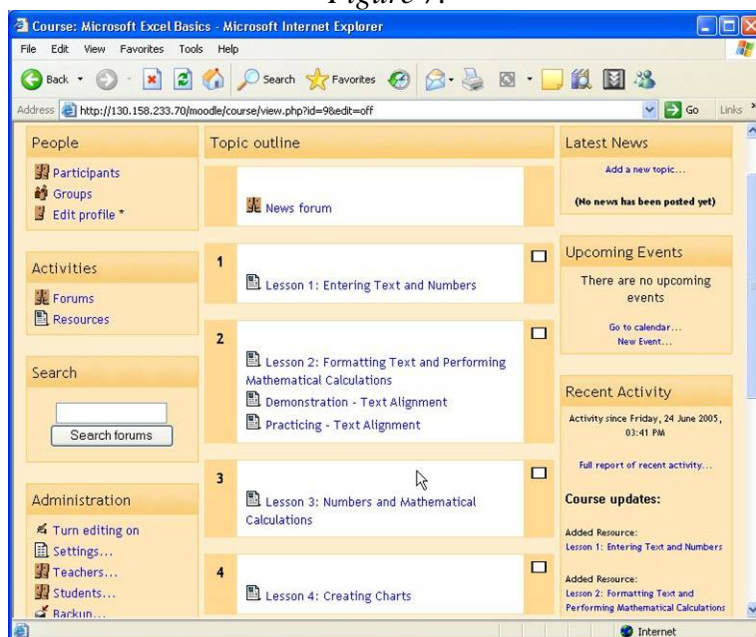 Figure 7.
Course: Microsoft Excel Basics - Microsoft Internet Explorer
File Edit View Favorites Tools Help
Back Search Favorites
Address http://130.158.233.70/moodle/course/view.php?id=9&edit=off Go Links »
People
Participants
Groups
Edit profile *
Activities
Forums
Resources
Search
Search forums
Administration
Turn editing on
Settings...
Teachers...
Students...
Backup...
Topic outline
News forum
1
Lesson 1: Entering Text and Numbers
2
Lesson 2: Formatting Text and Performing
Mathematical Calculations
Demonstration - Text Alignment
Practicing - Text Alignment
3
Lesson 3: Numbers and Mathematical
Calculations
4
Lesson 4: Creating Charts
Latest News
Add a new topic...
(No news has been posted yet)
Upcoming Events
There are no upcoming
events
Go to calendar...
New Event...
Recent Activity
Activity since Friday, 24 June 2005,
03:41 PM
Full report of recent activity...
Course updates:
Added Resource:
Lesson 1: Entering Text and Numbers
Added Resource:
Lesson 2: Formatting Text and
Performing Mathematical Calculations
Internet